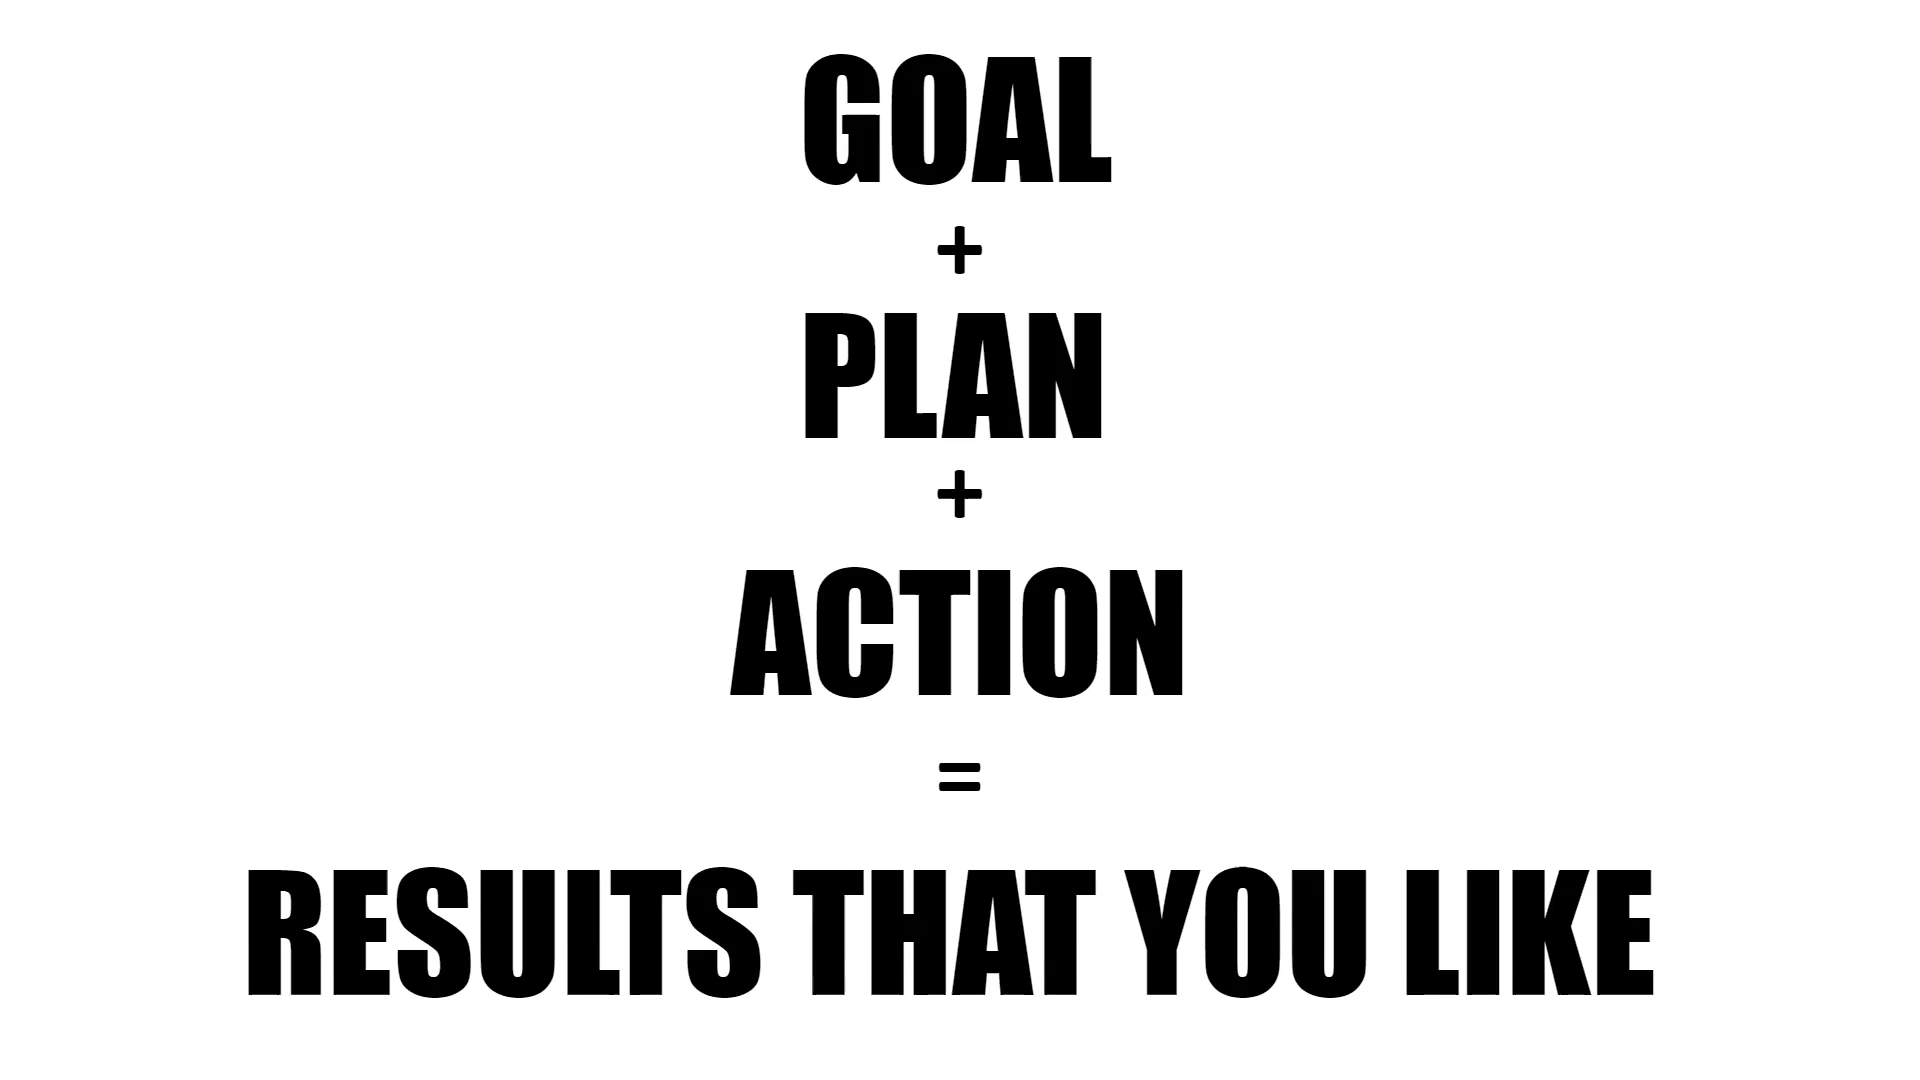 GOAL
+
PLAN
+
ACTION
=
RESULTS THAT YOU LIKE